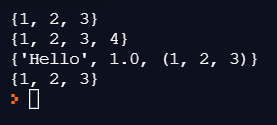 {1, 2, 3}
{1, 2, 3, 4}
{'Hello', 1.0, (1, 2, 3)}
{1, 2, 3}
>